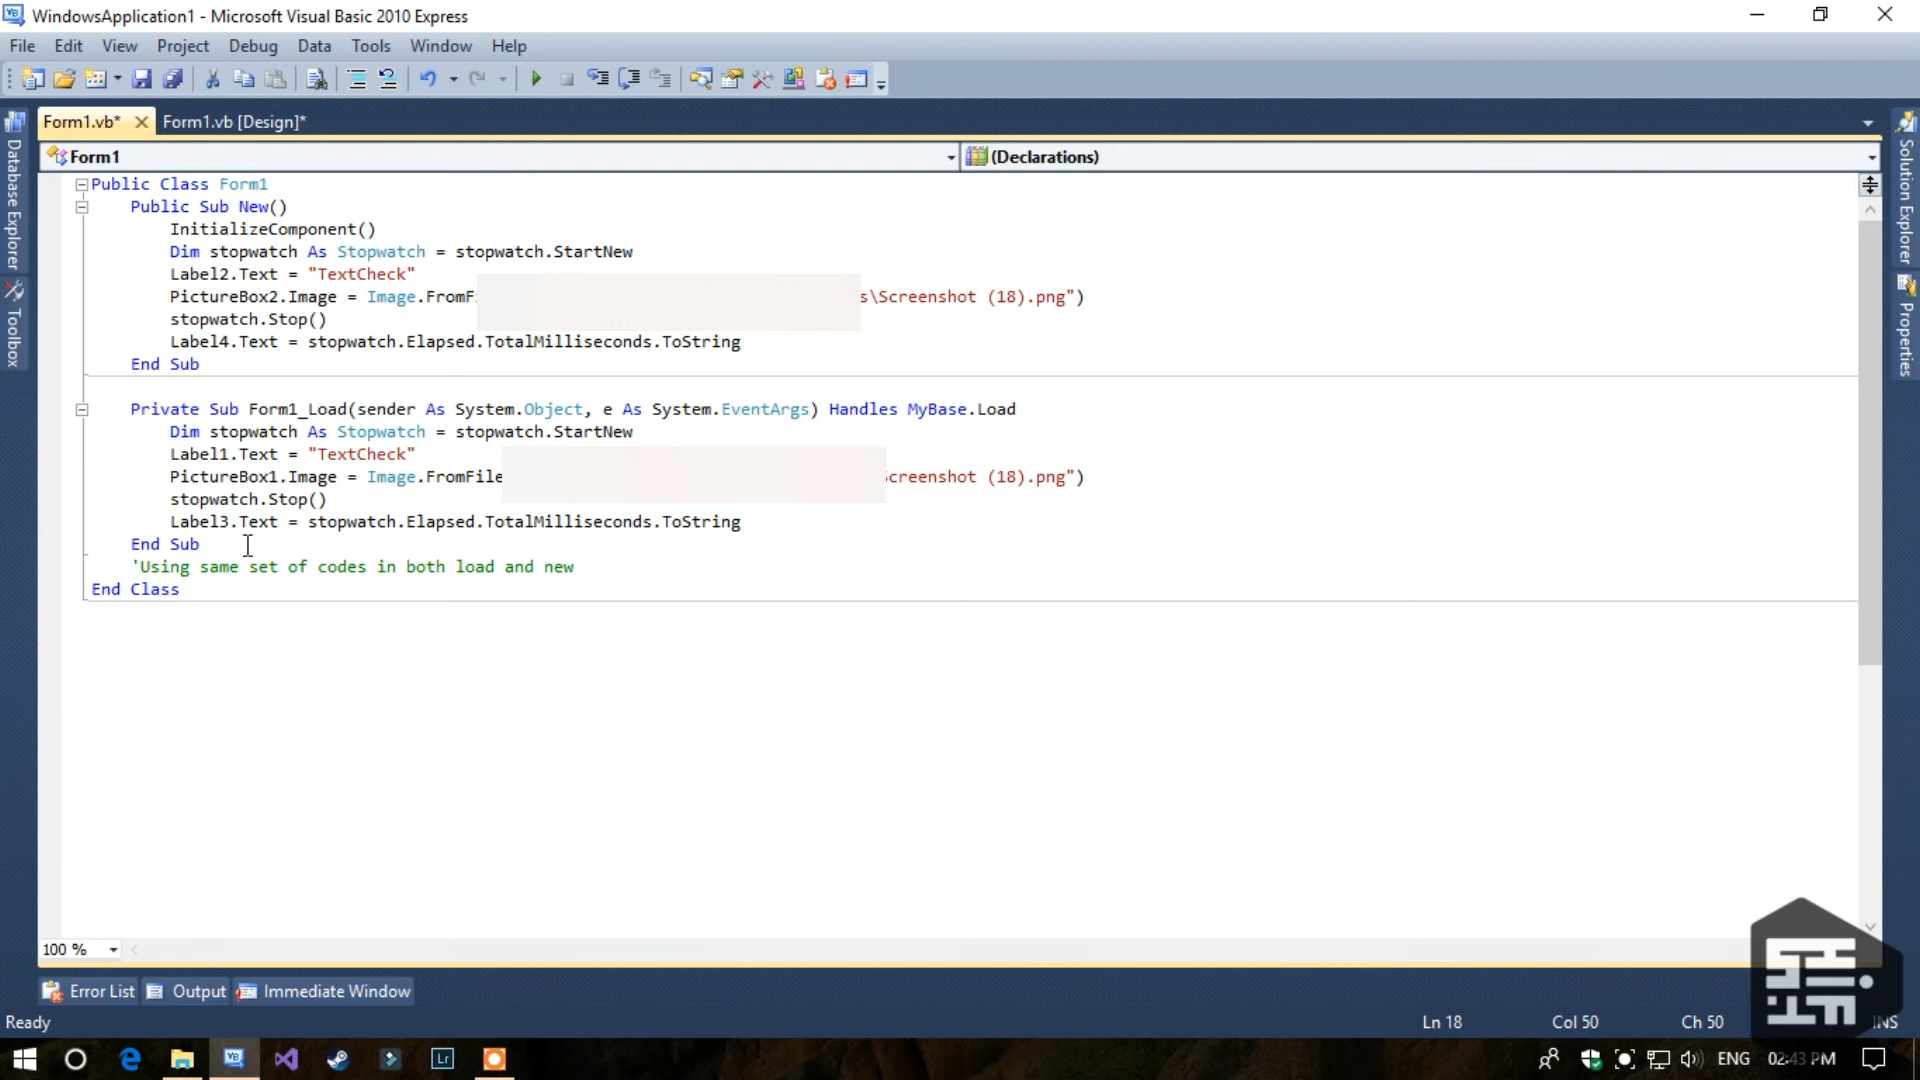 WindowsApplication1 - Microsoft Visual Basic 2010 Express
File Edit View Project Debug Data Tools Window Help
Form1.vb* Form1.vb [Design]*
Form1 (Declarations)
Public Class Form1
Public Sub New()
InitializeComponent()
Dim stopwatch As Stopwatch = stopwatch.StartNew
Label2.Text = "TextCheck"
PictureBox2.Image = Image.FromF s\Screenshot (18).png")
stopwatch.Stop()
Label4.Text = stopwatch.Elapsed.TotalMilliseconds.ToString
End Sub
Private Sub Form1_Load(sender As System.Object, e As System.EventArgs) Handles MyBase.Load
Dim stopwatch As Stopwatch = stopwatch.StartNew
Label1.Text = "TextCheck"
PictureBox1.Image = Image.FromFile creenshot (18).png")
stopwatch.Stop()
Label3.Text = stopwatch.Elapsed.TotalMilliseconds.ToString
End Sub
'Using same set of codes in both load and new
End Class
Database Explorer
Toolbox
Solution Explorer
Properties
100 %
Error List Output Immediate Window
Ready Ln 18 Col 50 Ch 50 INS
VB Lr ENG 02:43 PM